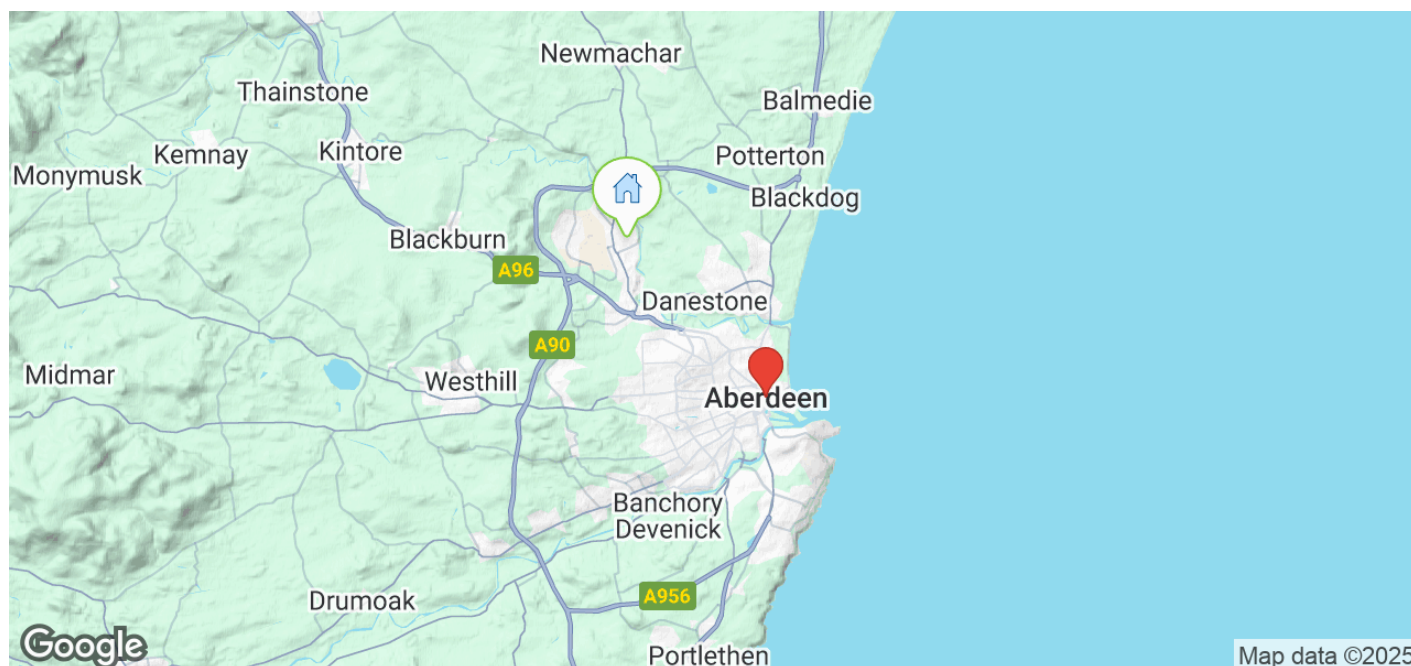 Newmachar
Thainstone
Balmedie
Kemnay
Kintore
Potterton
Monymusk
Blackdog
Blackburn
A96
Danestone
A90
Midmar
Westhill
Aberdeen
Banchory
Devenick
A956
Drumoak
Google
Portlethen
Map data ©2025